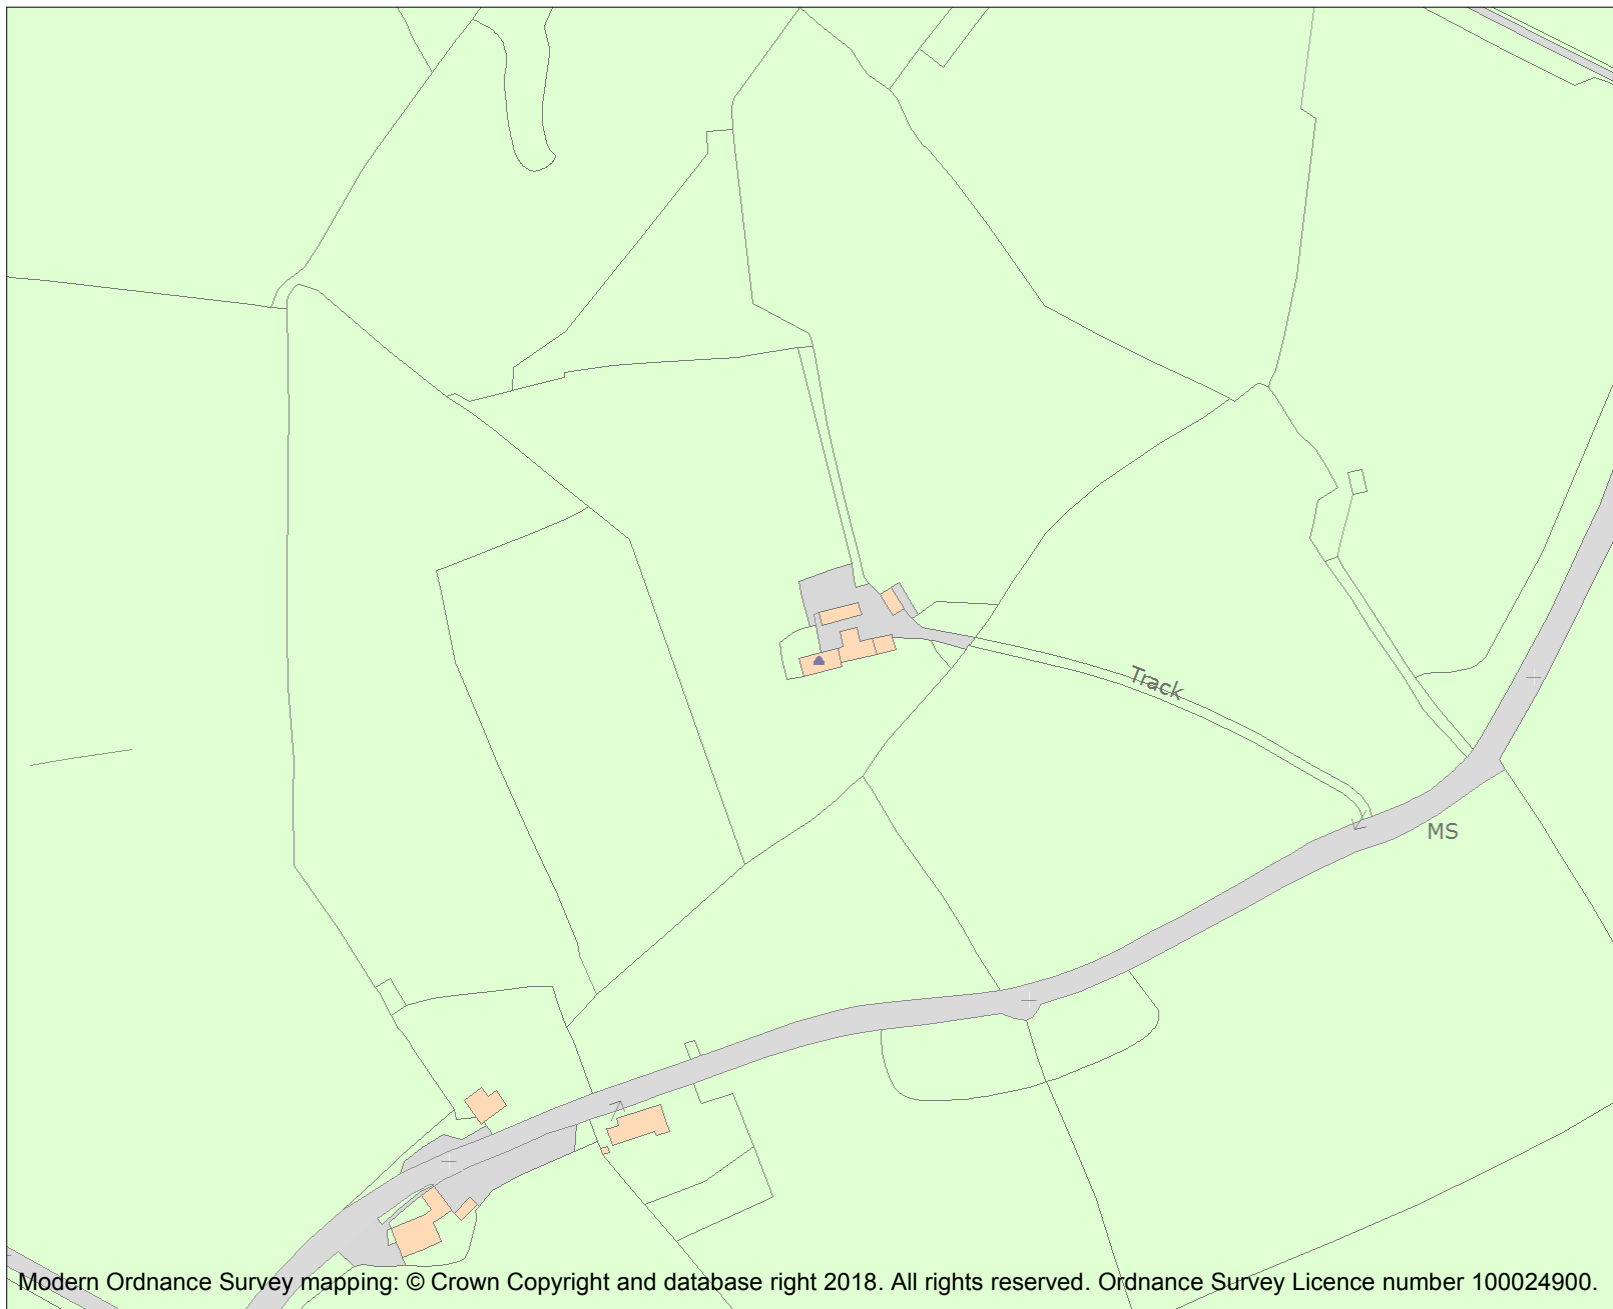 Track
MS
Modern Ordnance Survey mapping: © Crown Copyright and database right 2018. All rights reserved. Ordnance Survey Licence number 100024900.